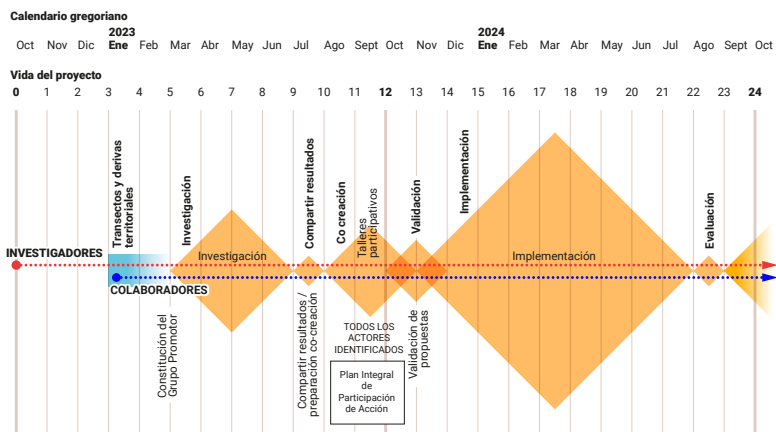 Calendario gregoriano
2023
2024
Oct Nov Dic Ene Feb Mar Abr May Jun Jul Ago Sept Oct Nov Dic Ene Feb Mar Abr May Jun Jul Ago Sept Oct
Vida del proyecto
0 1 2 3 4 5 6 7 8 9 10 11 12 13 14 15 16 17 18 19 20 21 22 23 24
Transectos y derivas
territoriales
Investigación
Compartir resultados
Co creación
Talleres
participativos
Validación
Implementación
Evaluación
INVESTIGADORES
Investigación
Implementación
COLABORADORES
Constitución del
Grupo Promotor
Compartir resultados /
preparación co-creación
TODOS LOS
ACTORES
IDENTIFICADOS
Plan Integral
de
Participación
de Acción
Validación de
propuestas